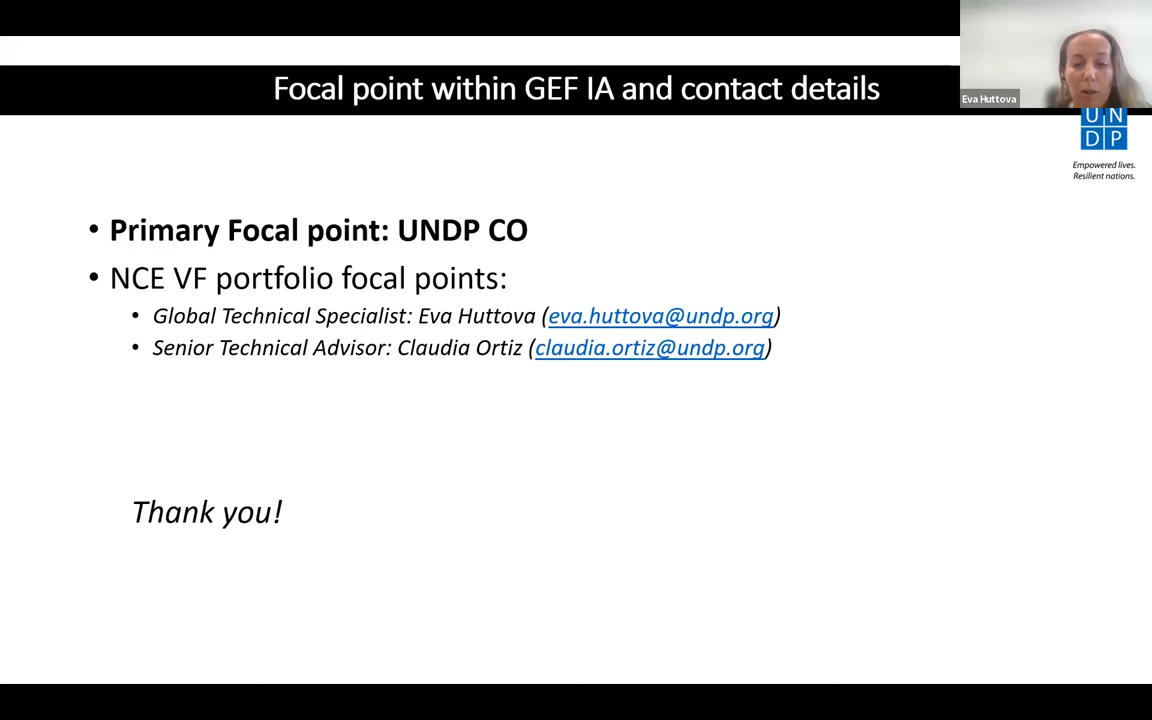 Focal point within GEF IA and contact details
Eva Huttova
U N
D P
Empowered lives.
Resilient nations.
• Primary Focal point: UNDP CO
• NCE VF portfolio focal points:
• Global Technical Specialist: Eva Huttova (eva.huttova@undp.org)
• Senior Technical Advisor: Claudia Ortiz (claudia.ortiz@undp.org)
Thank you!